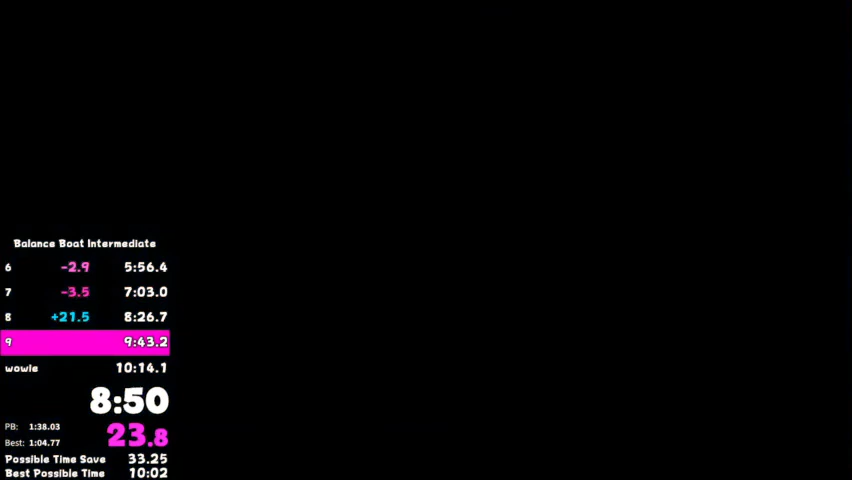 Balance Boat Intermediate
6 -2.9 5:56.4
7 -3.5 7:03.0
8 +21.5 8:26.7
9 9:43.2
wowie 10:14.1
8:50
PB: 1:38.03
23.8
Best: 1:04.77
Possible Time Save 33.25
Best Possible Time 10:02